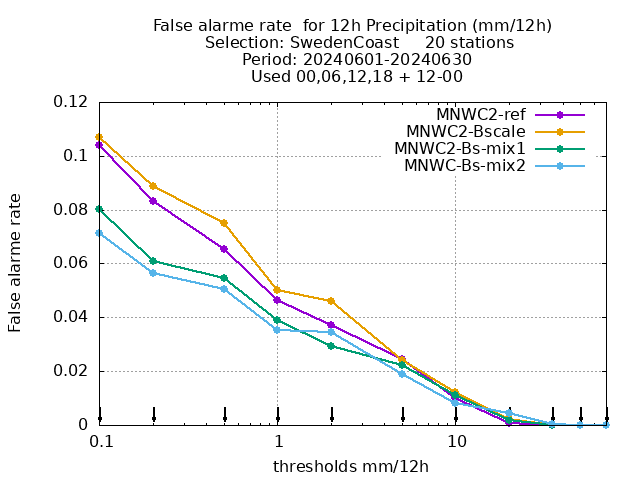 False alarme rate  for 12h Precipitation (mm/12h)
Selection: SwedenCoast     20 stations
Period: 20240601-20240630
Used 00,06,12,18 + 12-00
MNWC2-ref
MNWC2-Bscale
MNWC2-Bs-mix1
MNWC-Bs-mix2
False alarme rate
0.12
0.1
0.08
0.06
0.04
0.02
0
0.1
1
10
thresholds mm/12h